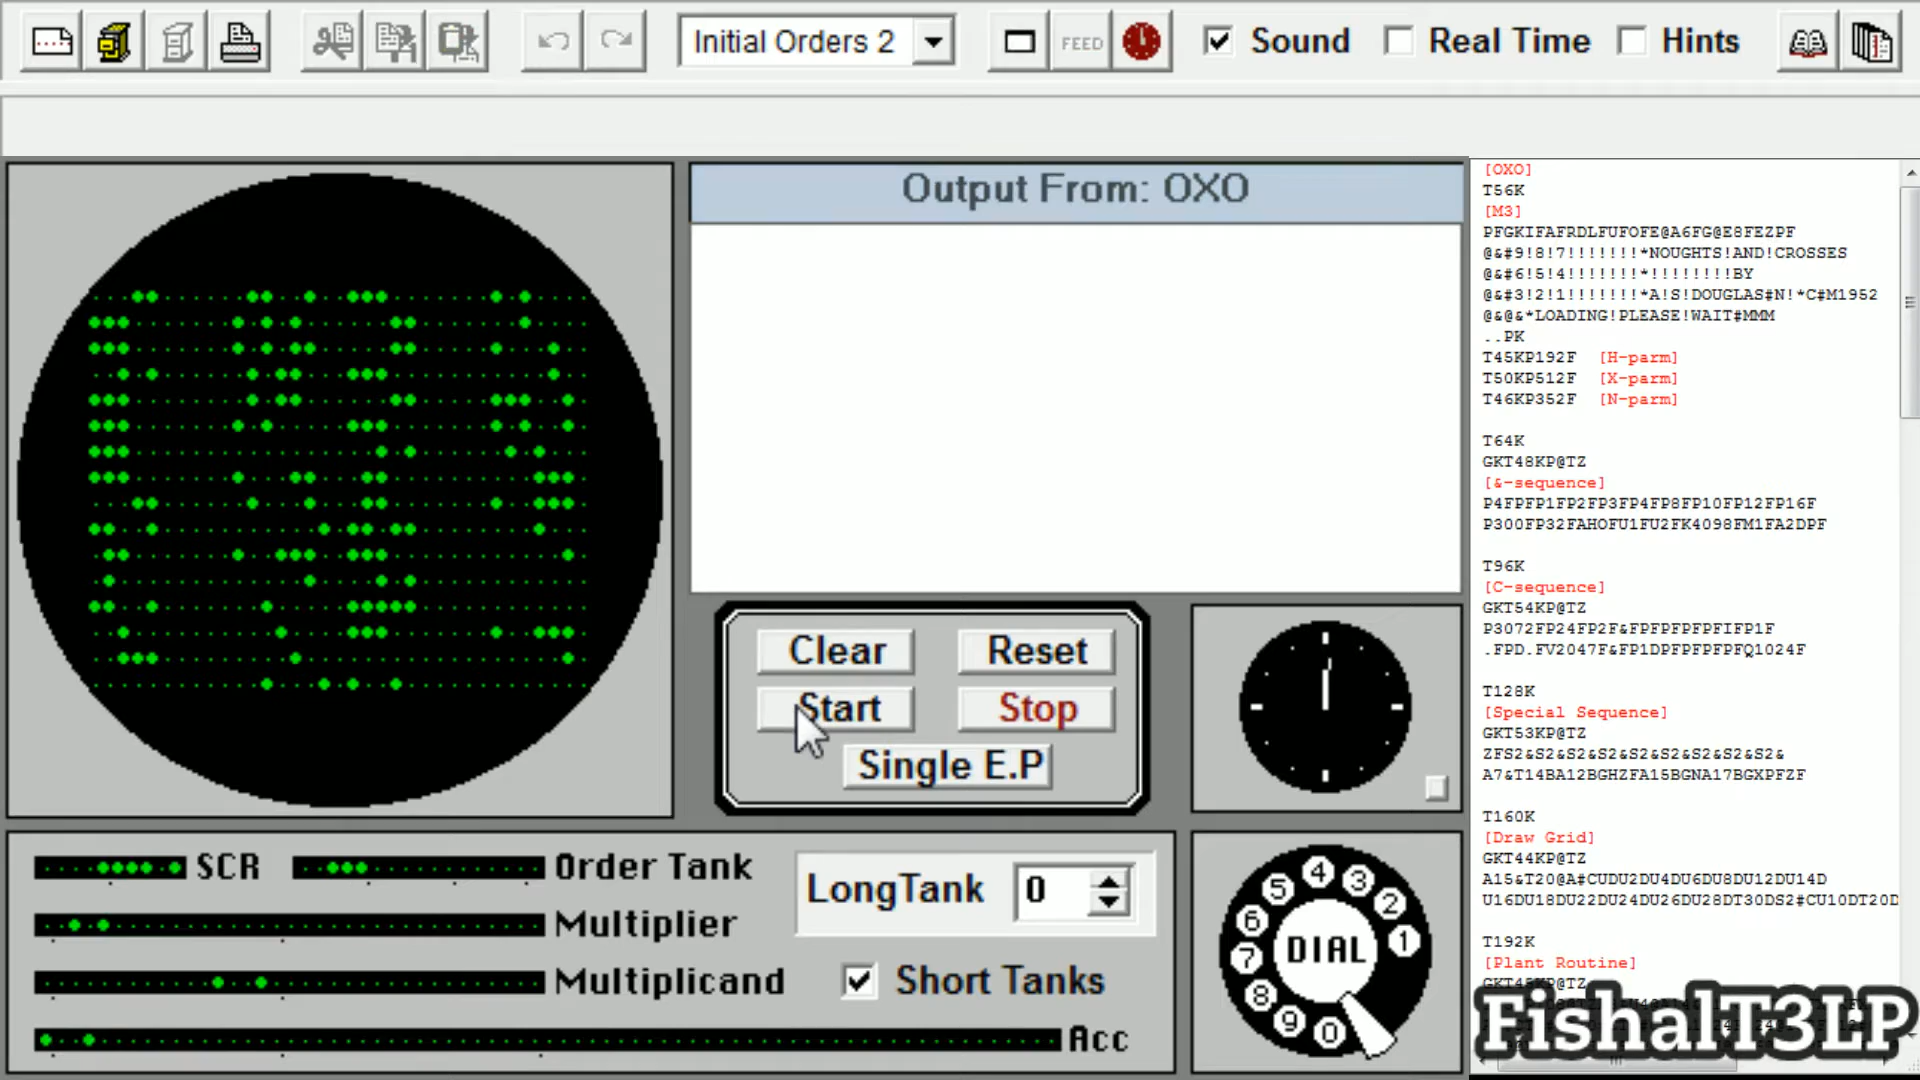 Initial Orders 2
FEED
Sound
Real Time
Hints
Output From: OXO
Clear
Reset
Start
Stop
Single E.P
SCR
Order Tank
LongTank
0
Multiplier
Multiplicand
Short Tanks
Acc
4
3
5
2
6
1
DIAL
7
8
9
0
[OXO]
T56K
[M3]
PFGKIFAFRDLFUFOFE@A6FG@E8FEZPF
@&#9!8!7!!!!!!!*NOUGHTS!AND!CROSSES
@&#6!5!4!!!!!!!*!!!!!!!!BY
@&#3!2!1!!!!!!!*A!S!DOUGLAS#N!*C#M1952
@&@&*LOADING!PLEASE!WAIT#MMM
..PK
T45KP192F [H-parm]
T50KP512F [X-parm]
T46KP352F [N-parm]
T64K
GKT48KP@TZ
[&-sequence]
P4FPFP1FP2FP3FP4FP8FP10FP12FP16F
P300FP32FAHOFU1FU2FK4098FM1FA2DPF
T96K
[C-sequence]
GKT54KP@TZ
P3072FP24FP2F&FPFPFPFPFIFP1F
.FPD.FV2047F&FP1DPFPFPFPFQ1024F
T128K
[Special Sequence]
GKT53KP@TZ
ZFS2&S2&S2&S2&S2&S2&S2&S2&S2&
A7&T14BA12BGHZFA15BGNA17BGXPFZF
T160K
[Draw Grid]
GKT44KP@TZ
A15&T20@A#CUDU2DU4DU6DU8DU12DU14D
U16DU18DU22DU24DU26DU28DT30DS2#CU10DT20D
T192K
[Plant Routine]
FishalT3LP